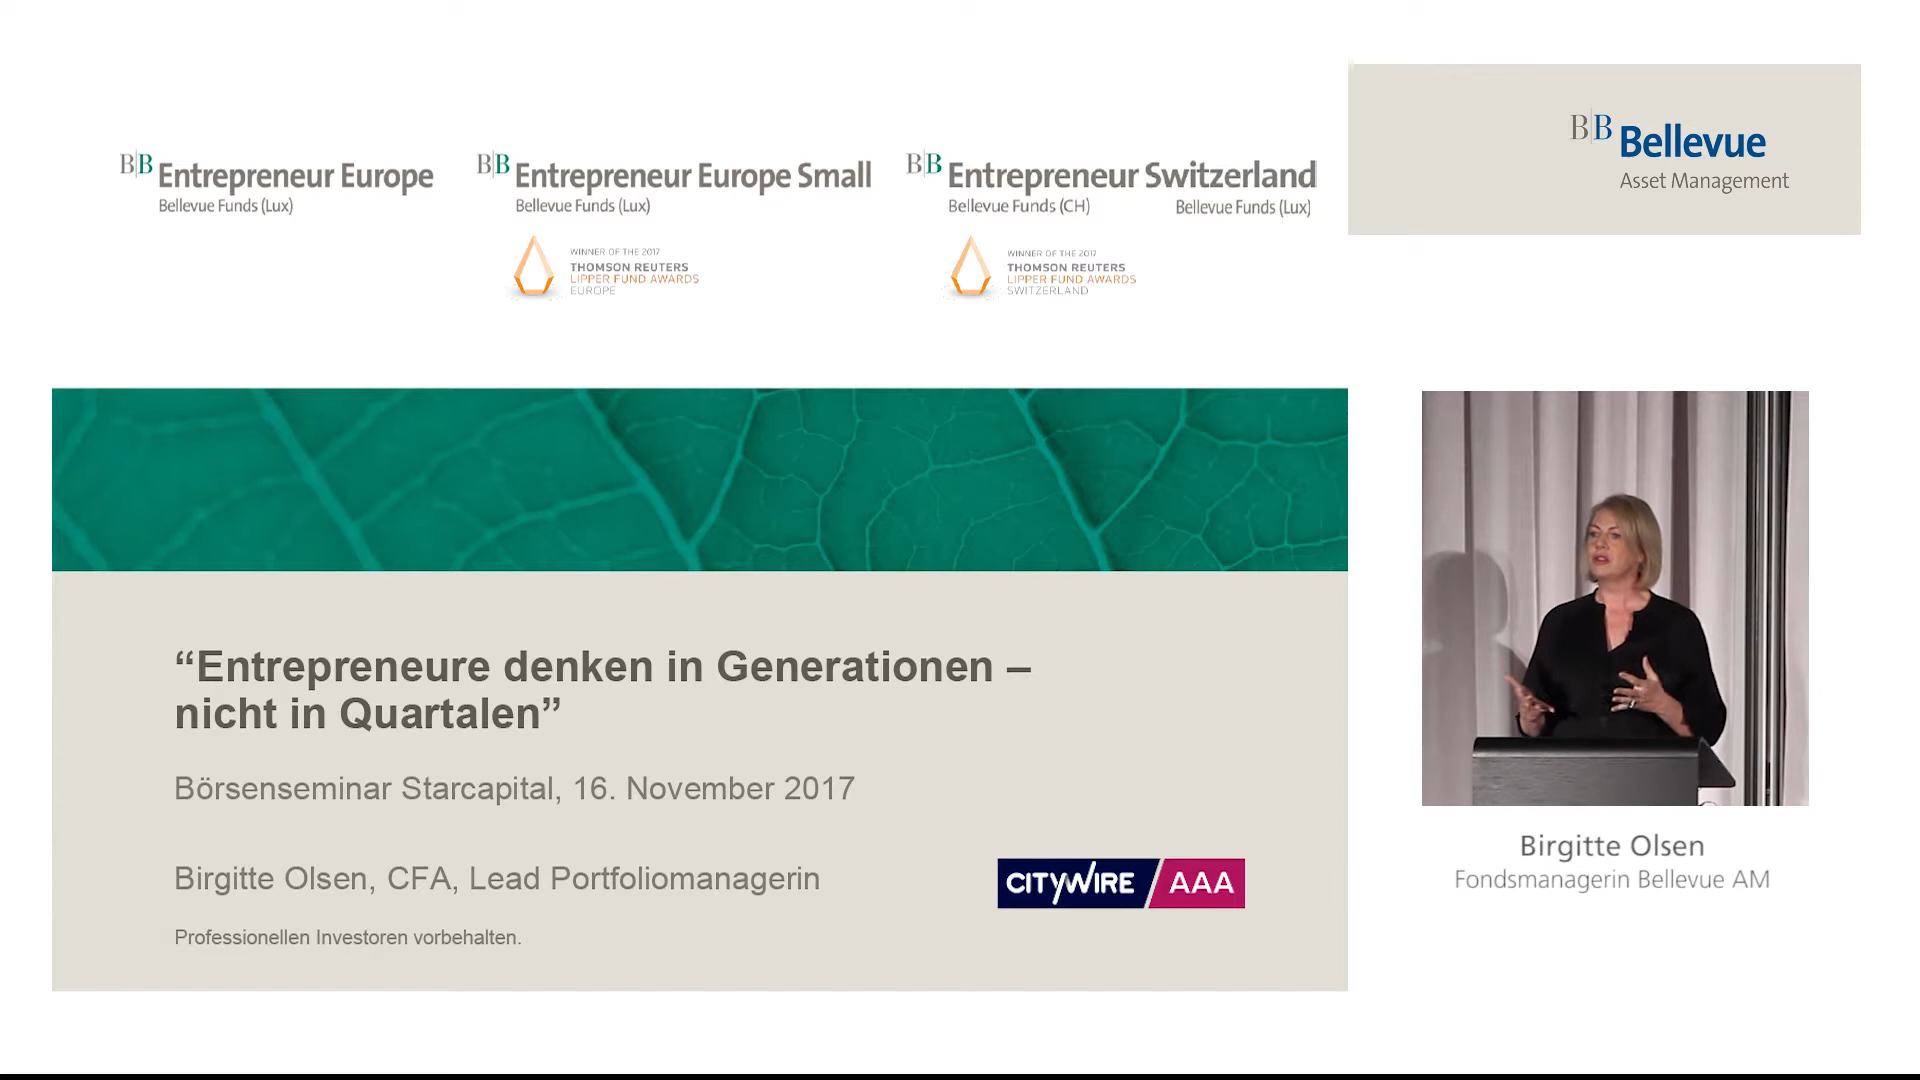 BB Entrepreneur Europe
Bellevue Funds (Lux)
BB Entrepreneur Europe Small
Bellevue Funds (Lux)
WINNER OF THE 2017
THOMSON REUTERS
LIPPER FUND AWARDS
EUROPE
BB Entrepreneur Switzerland
Bellevue Funds (CH) Bellevue Funds (Lux)
WINNER OF THE 2017
THOMSON REUTERS
LIPPER FUND AWARDS
SWITZERLAND
BB Bellevue
Asset Management
“Entrepreneure denken in Generationen –
nicht in Quartalen”
Börsenseminar Starcapital, 16. November 2017
Birgitte Olsen, CFA, Lead Portfoliomanagerin
CITYWIRE AAA
Professionellen Investoren vorbehalten.
Birgitte Olsen
Fondsmanagerin Bellevue AM